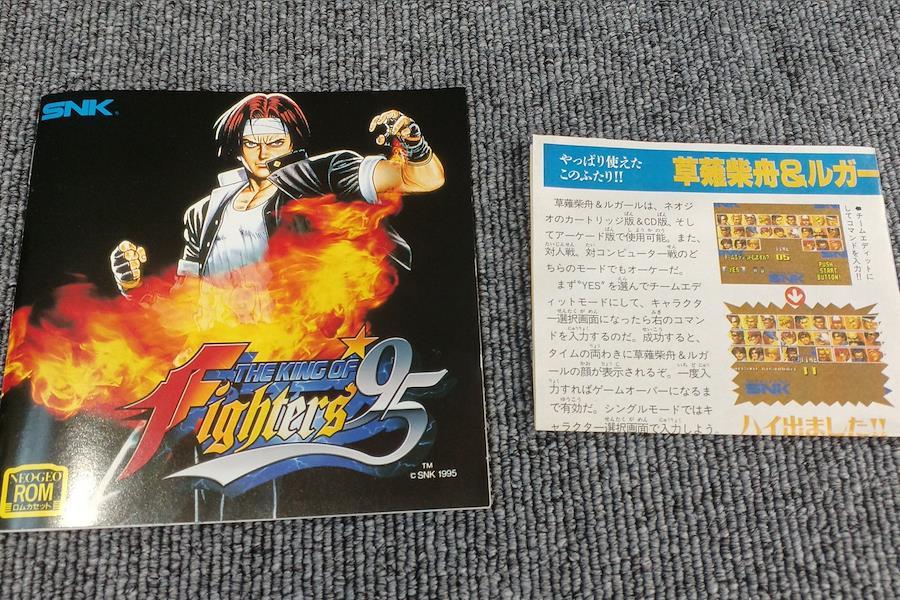 SNK
THE KING OF
Fighters'95
TM
© SNK 1995
NEO・GEO
ROM
ロムカセット
やっぱり使えた
このふたり!!
草薙柴舟&ルガー
草薙柴舟&ルガールは、ネオジ
オのカートリッジ版&CD版、そし
てアーケード版で使用可能。また、
対人戦、対コンピューター戦のど
ちらのモードでもオーケーだ。
まず"YES"を選んでチームエデ
ィットモードにして、キャラクタ
ー選択画面になったら右のコマン
ドを入力するのだ。成功すると、
タイムの両わきに草薙柴舟&ルガ
ールの顔が表示されるぞ。一度入
力すればゲームオーバーになるま
で有効だ。シングルモードではキ
ャラクター選択画面で入力しよう。
チームエディットに
してコマンドを入力!!
TIME
05
YES
PUSH
START
BUTTON!
SNK
TIME
11
SNK
ハイ出ました!!